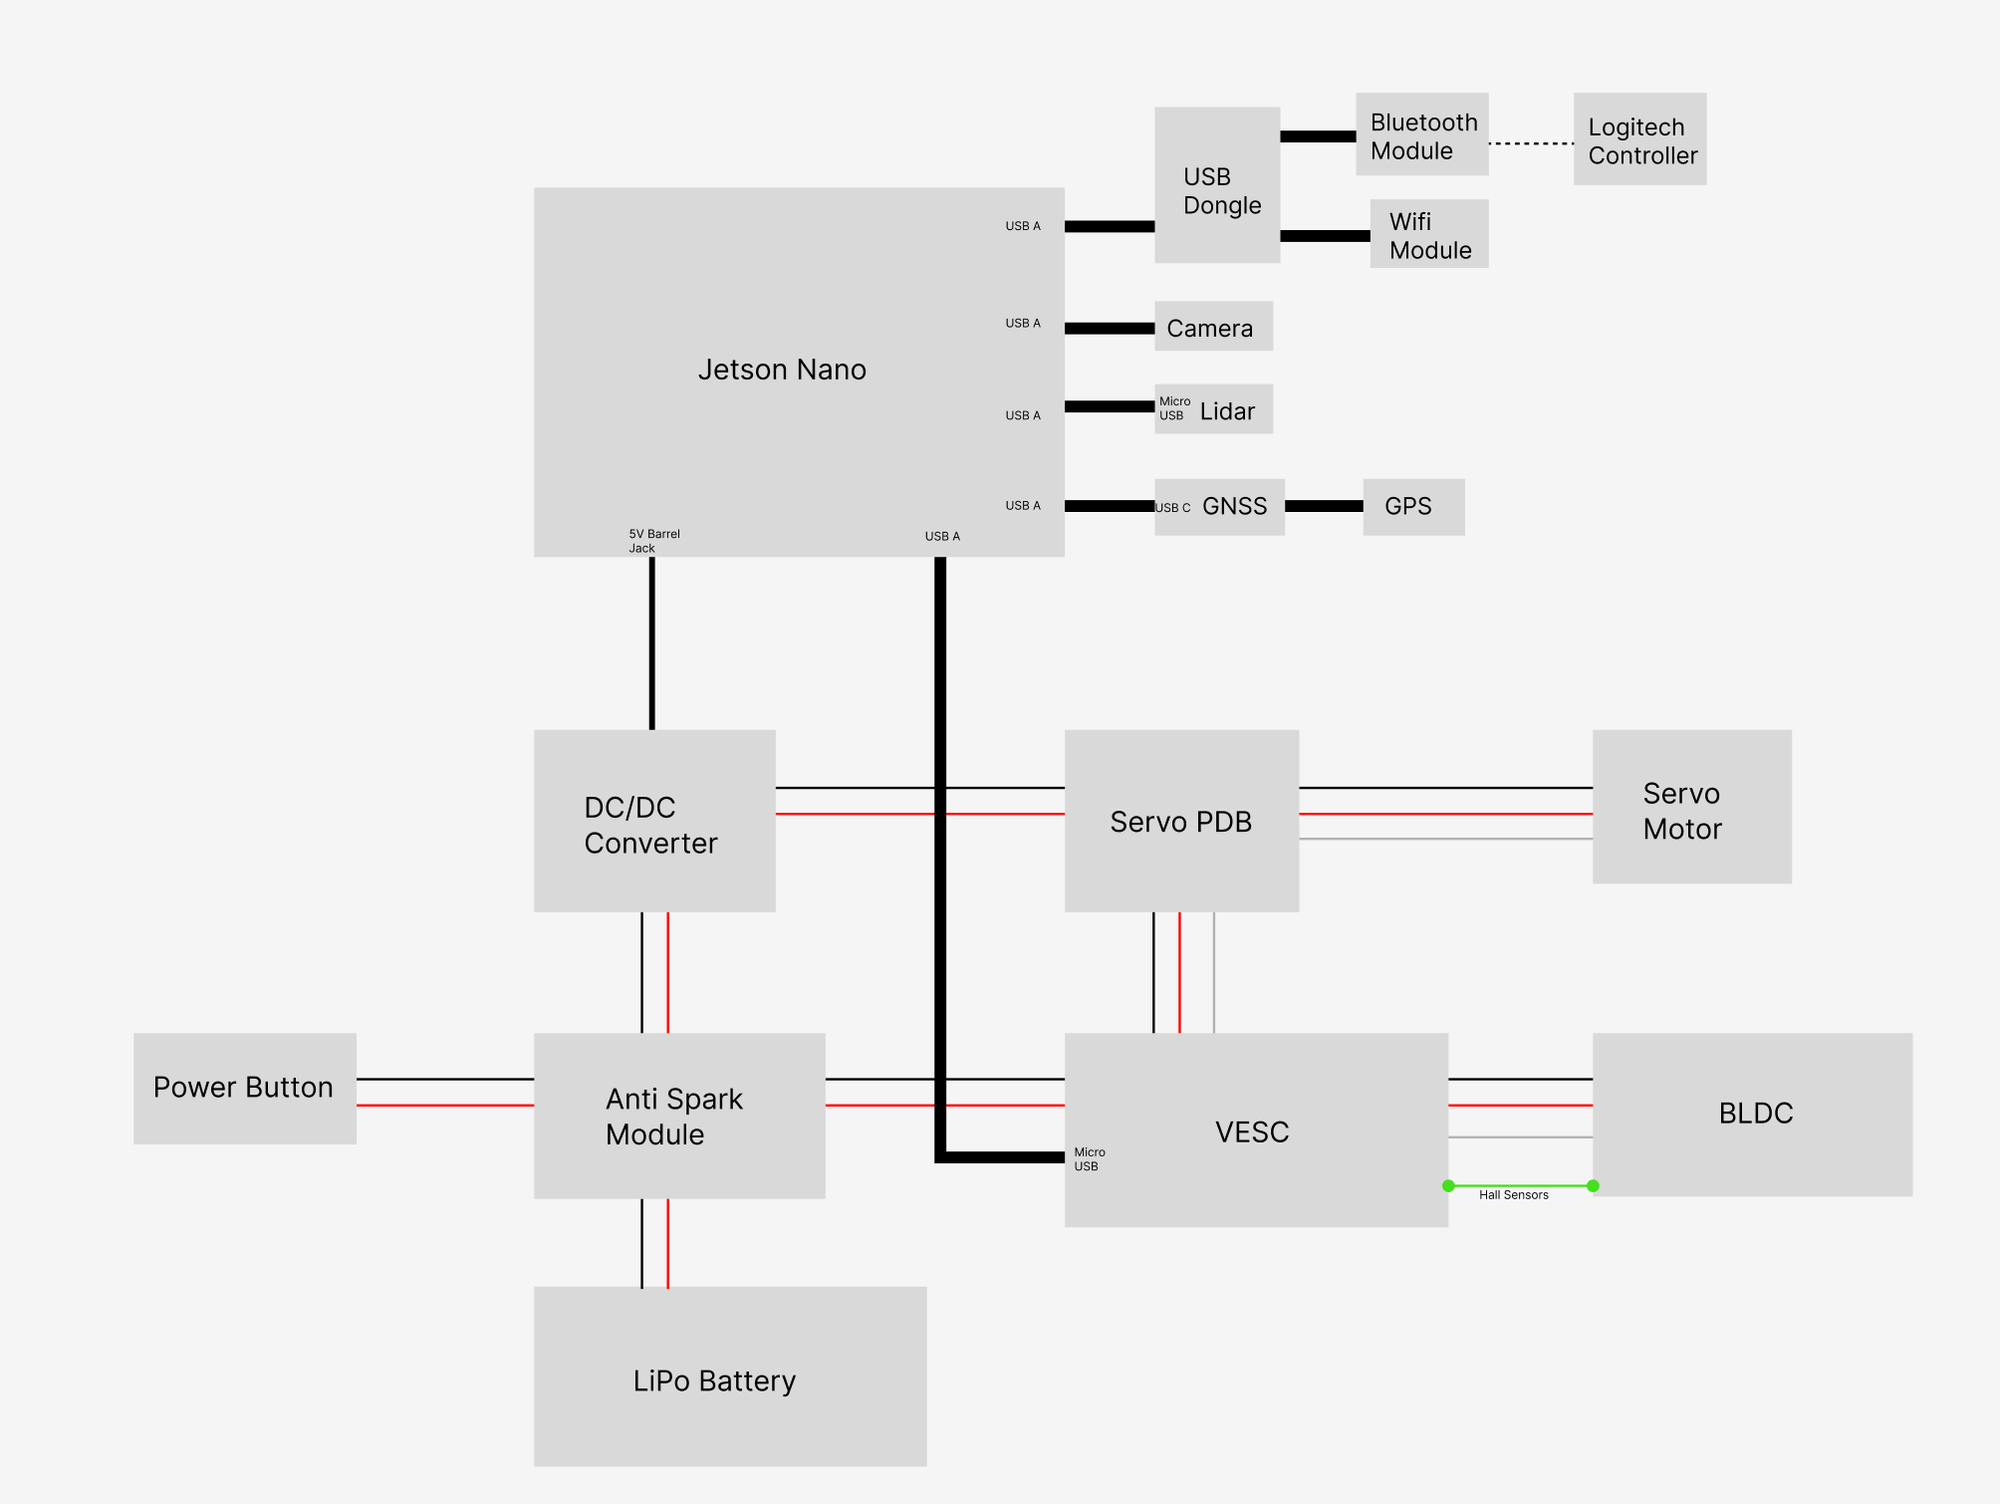 Bluetooth
Module
Logitech
Controller
USB
Dongle
Wifi
Module
USB A
USB A
Camera
Jetson Nano
Micro
USB
Lidar
USB A
USB A
USB C
GNSS
GPS
5V Barrel
Jack
USB A
DC/DC
Converter
Servo PDB
Servo
Motor
Power Button
Anti Spark
Module
VESC
Micro
USB
BLDC
Hall Sensors
LiPo Battery